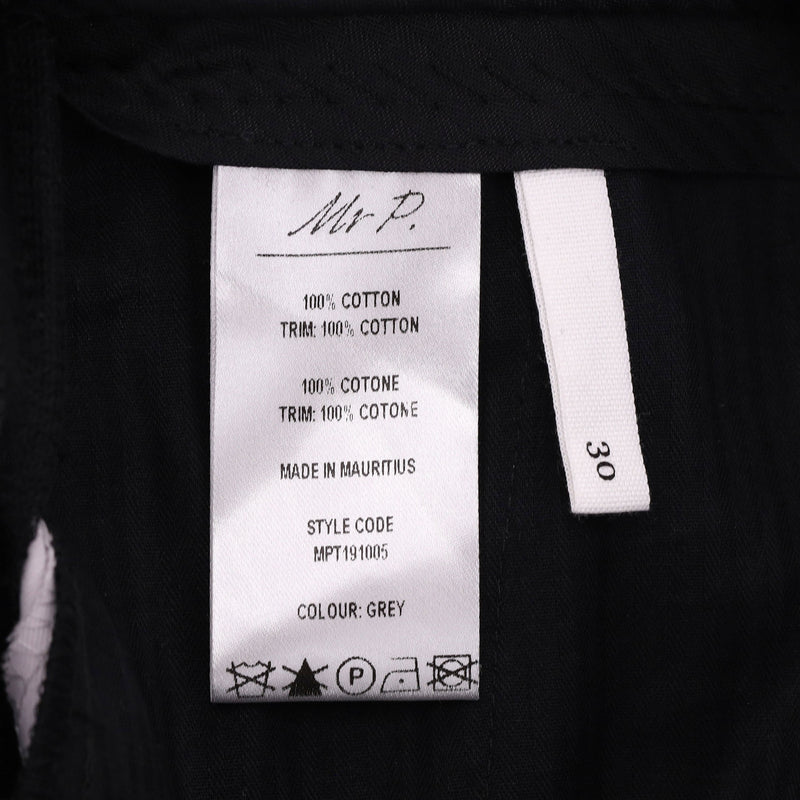 Mr P.
100% COTTON
TRIM: 100% COTTON
100% COTONE
TRIM: 100% COTONE
MADE IN MAURITIUS
STYLE CODE
MPT191005
COLOUR: GREY
P
30